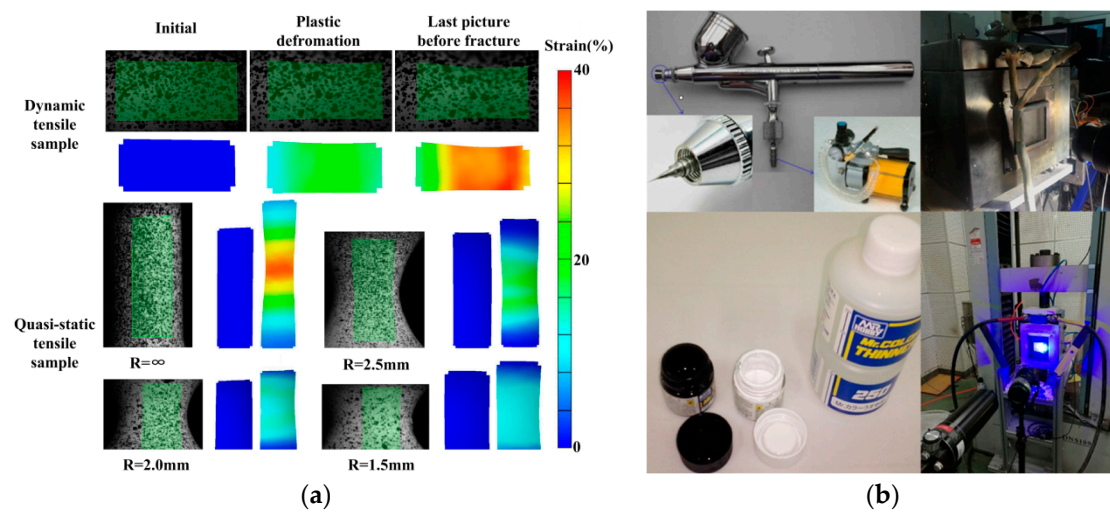 Initial
Plastic
defromation
Last picture
before fracture
Strain(%)
40
Dynamic
tensile
sample
20
Quasi-static
tensile
sample
R=∞
R=2.5mm
0
R=2.0mm
R=1.5mm
Mr.COLOR
THINNER
250
(a)
(b)